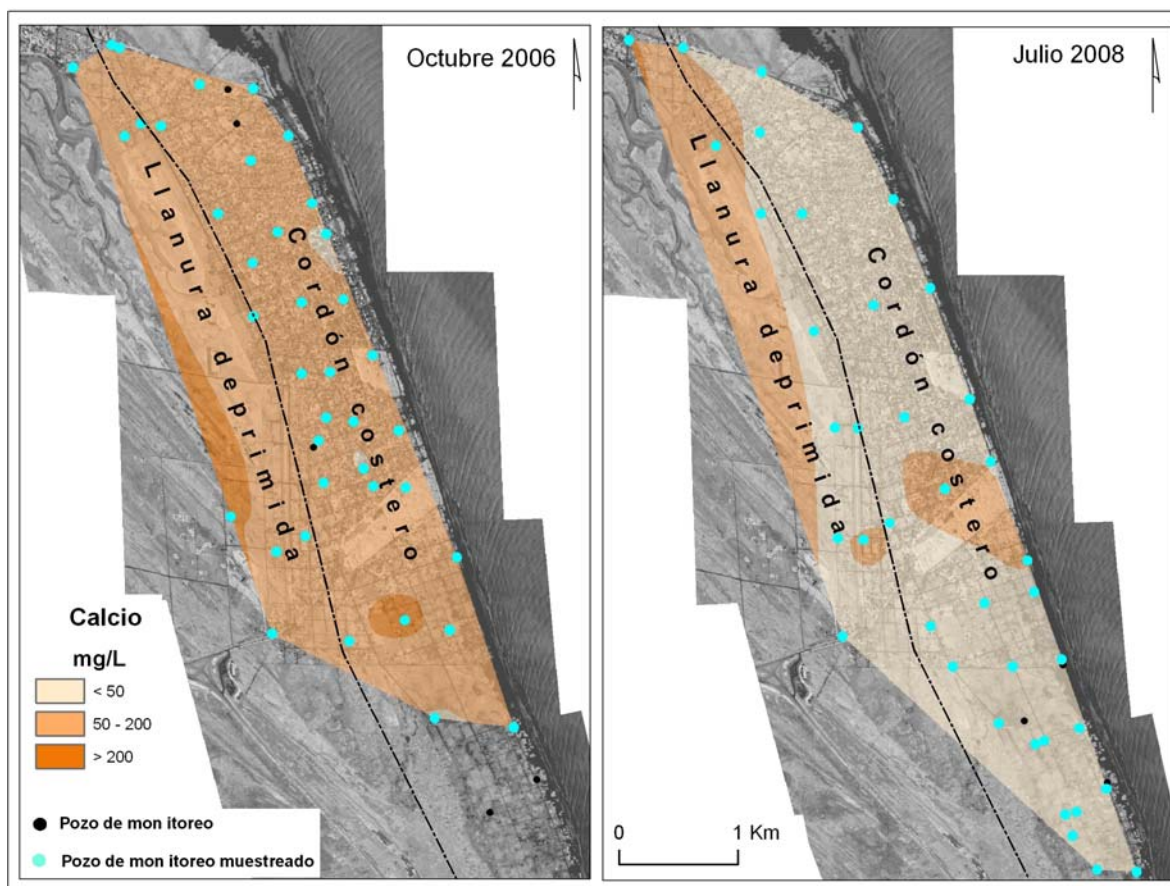 Octubre 2006
Llanura deprimida
Cordón costero
Calcio
mg/L
< 50
50 - 200
> 200
Pozo de mon itoreo
Pozo de mon itoreo muestreado
Julio 2008
Llanura deprimida
Cordón costero
0 1 Km